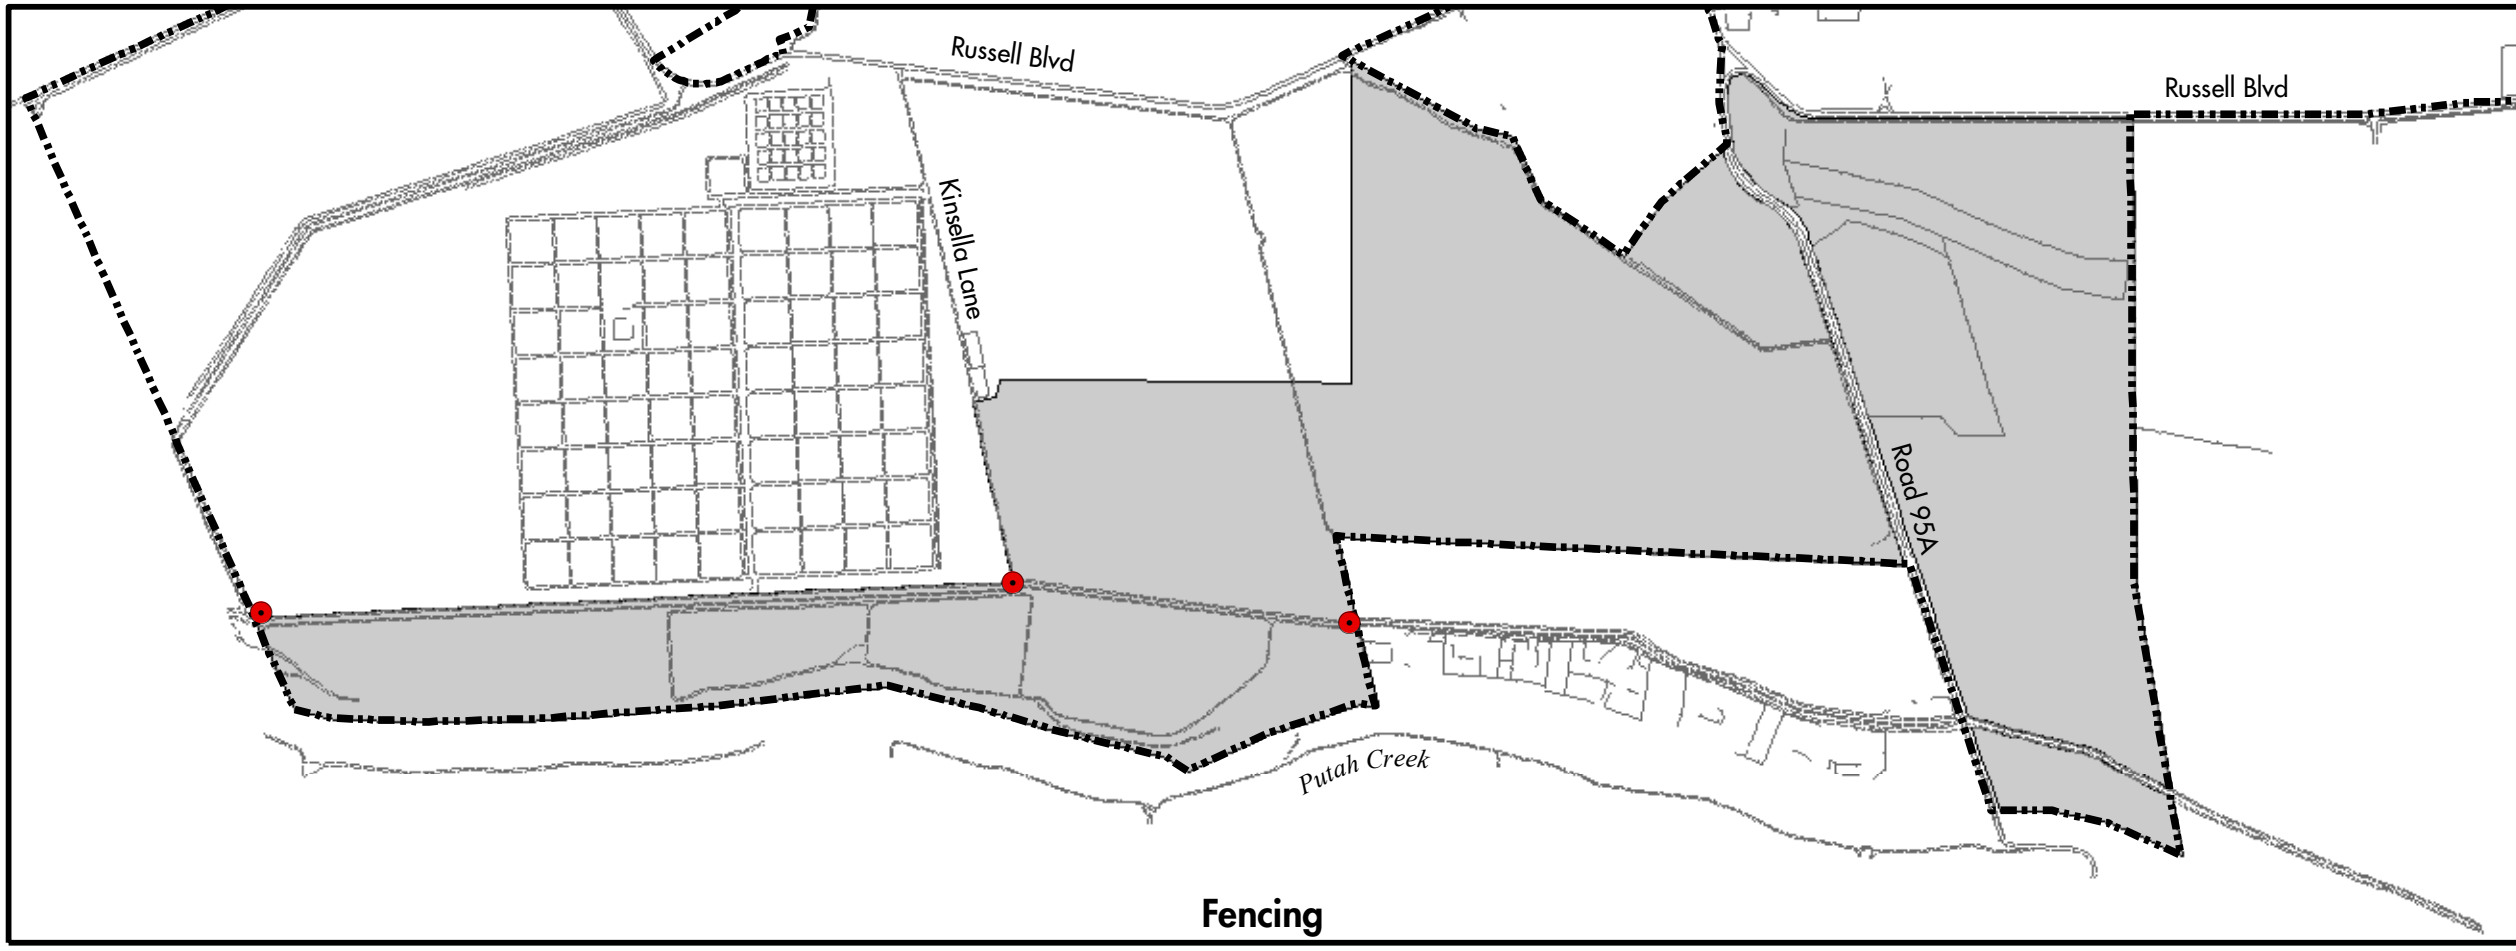 Russell Blvd
Russell Blvd
Kinsella Lane
Road 95A
Putah Creek
Fencing